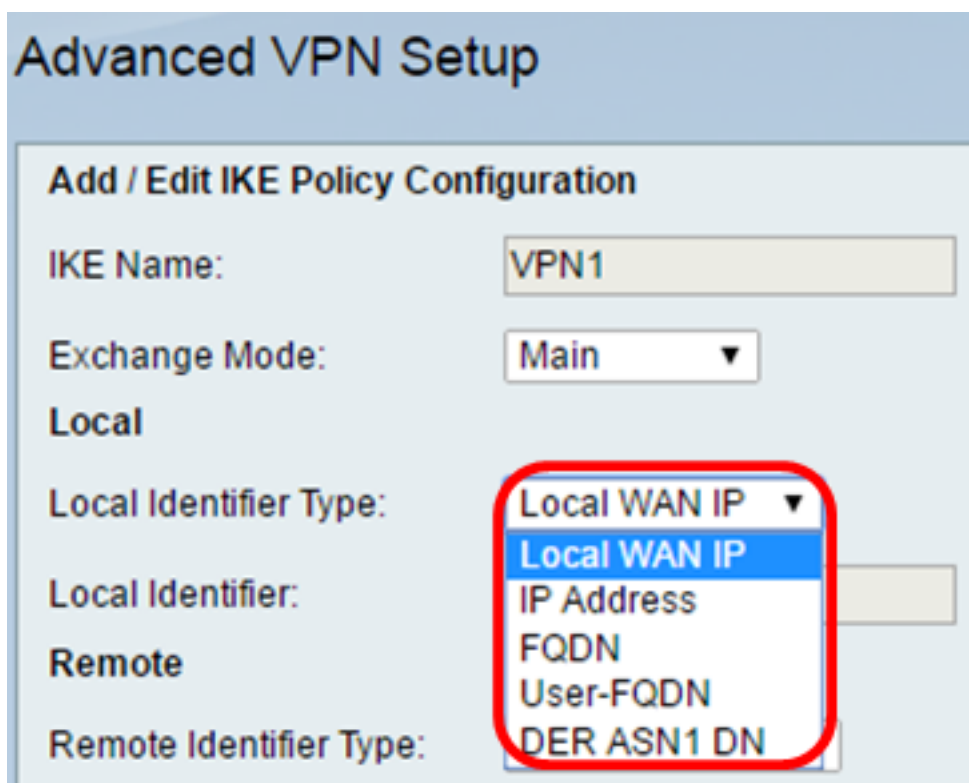 Advanced VPN Setup
Add / Edit IKE Policy Configuration
IKE Name: VPN1
Exchange Mode: Main
Local
Local Identifier Type: Local WAN IP
Local WAN IP
Local Identifier:
IP Address
FQDN
Remote
User-FQDN
Remote Identifier Type: DER ASN1 DN